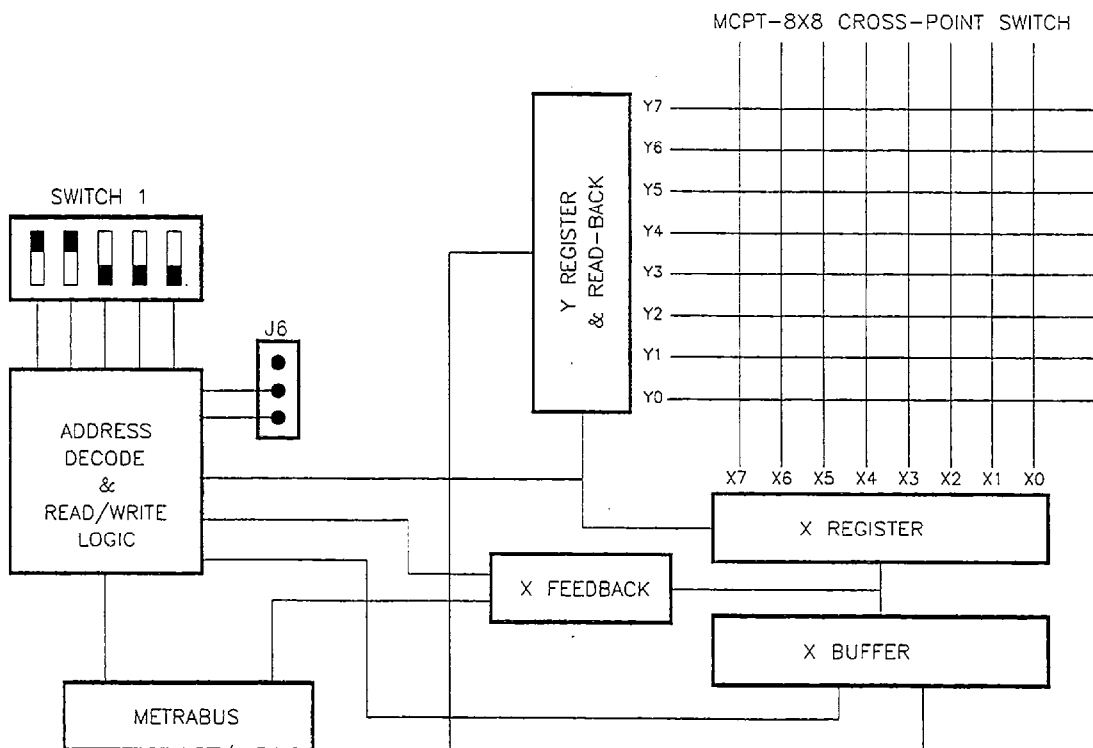 MCPT-8X8 CROSS-POINT SWITCH
Y7
Y6
SWITCH 1
Y5
Y4
Y3
Y2
Y1
Y0
Y REGISTER
& READ-BACK
J6
ADDRESS
DECODE
&
READ/WRITE
LOGIC
X7 X6 X5 X4 X3 X2 X1 X0
X REGISTER
X FEEDBACK
X BUFFER
METRABUS